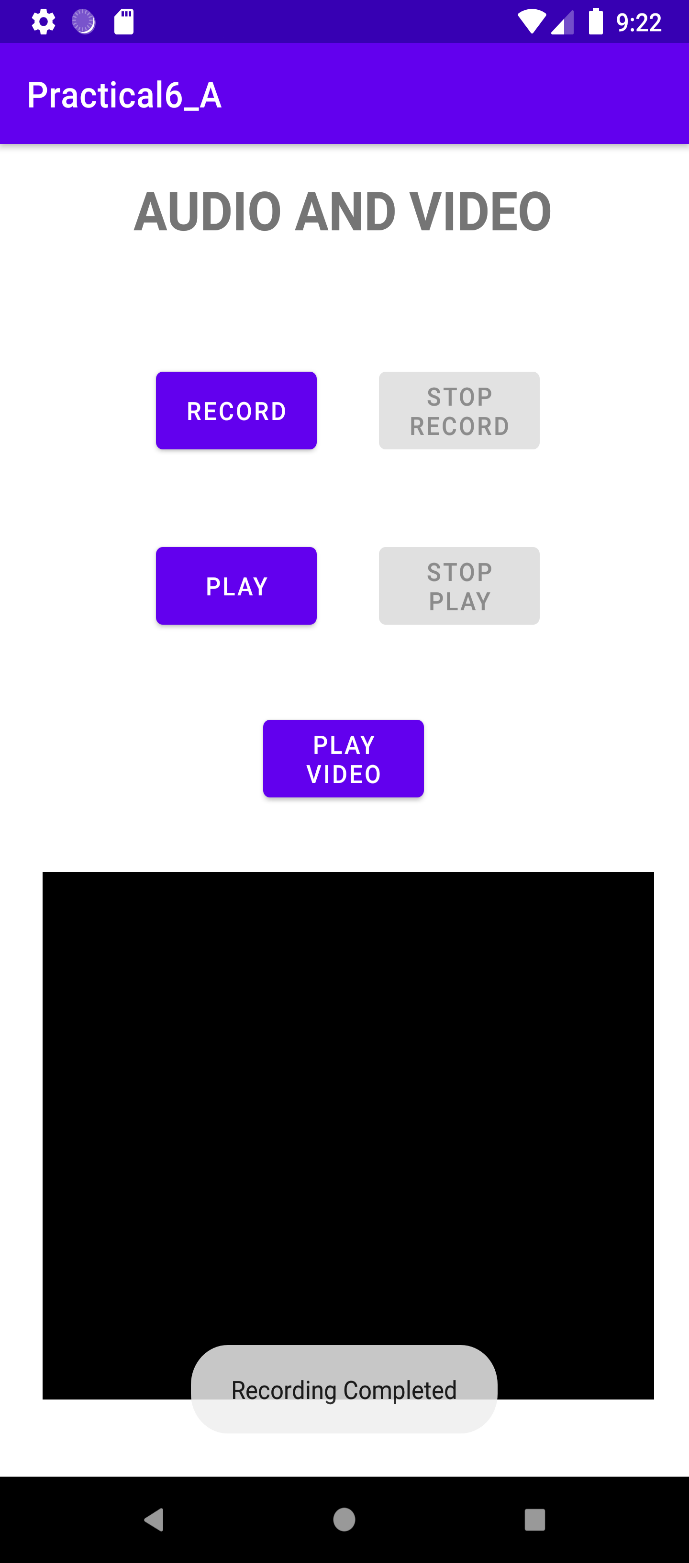 9:22
Practical6_A
AUDIO AND VIDEO
RECORD
STOP
RECORD
PLAY
STOP
PLAY
PLAY
VIDEO
Recording Completed